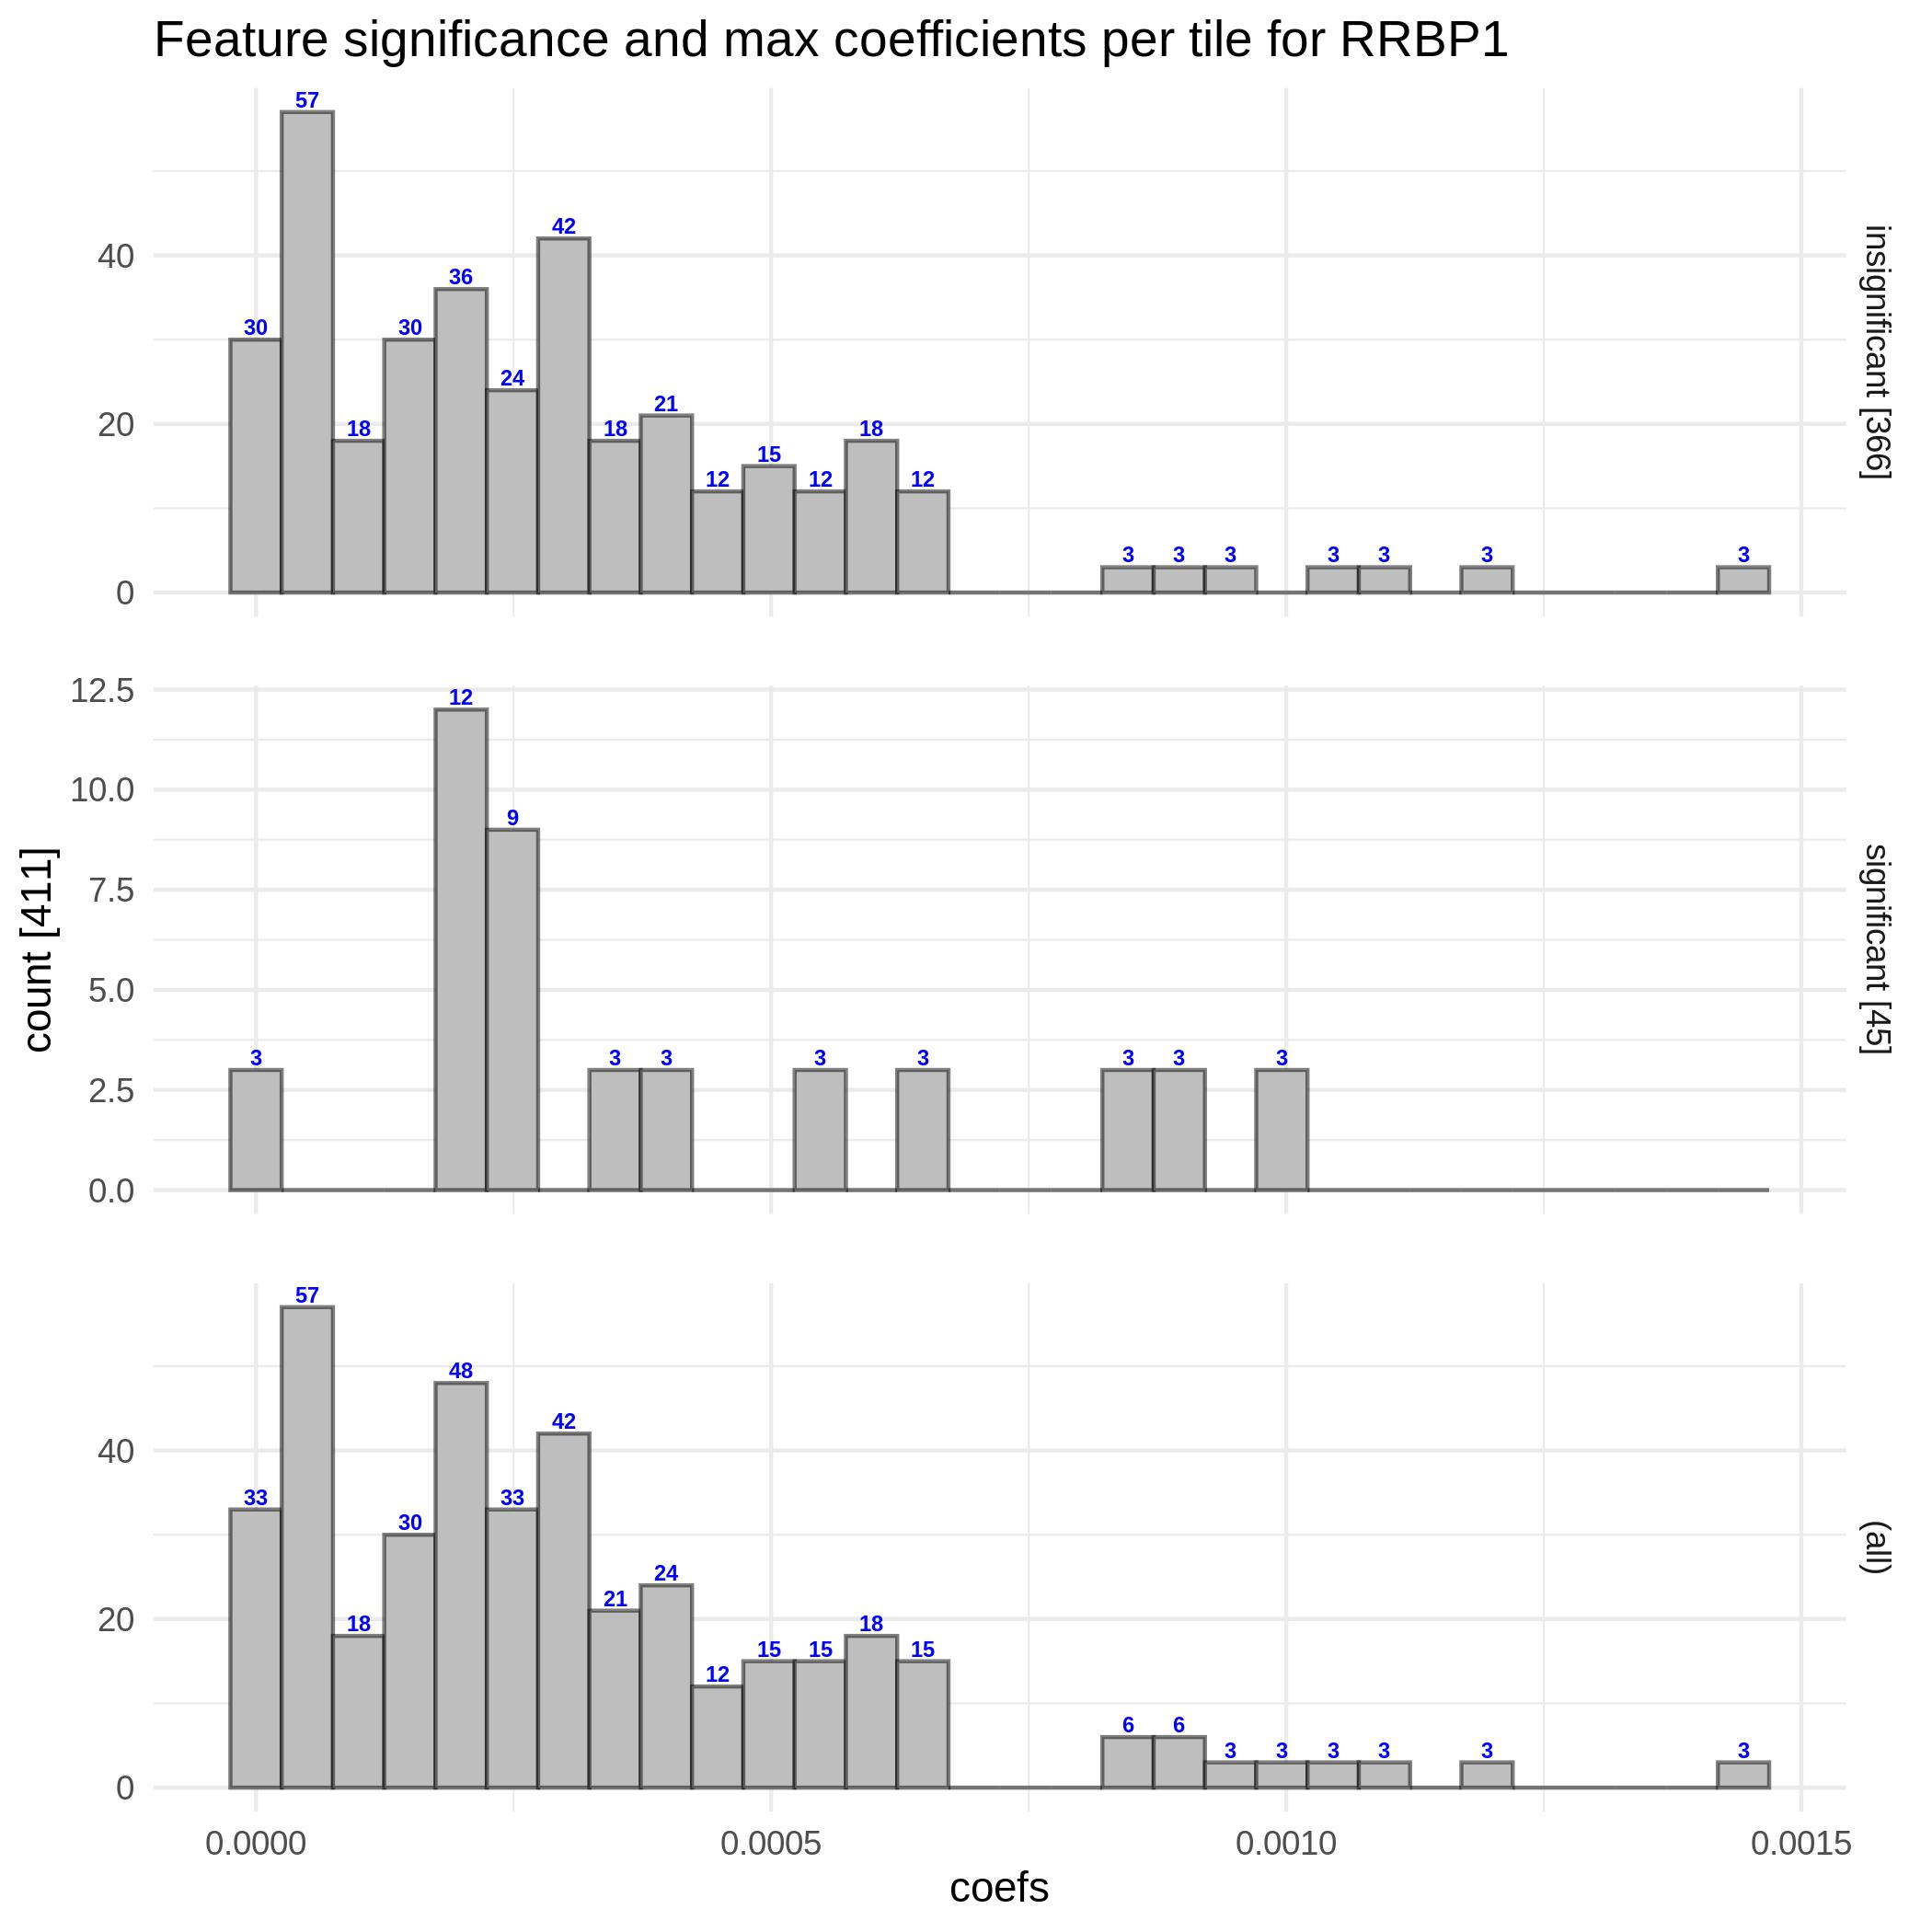 Feature significance and max coefficients per tile for RRBP1
57
42
40
36
30 30
24
20
18 18 21 12 15 12 18 12
3 3 3 3 3 3 3
0
insignificant [366]
12.5
12
10.0
9
7.5
5.0
3 3 3 3 3 3 3 3
2.5
0.0
significant [45]
count [411]
57
48
42
40
33 30 33
20
18 21 24 12 15 15 18 15
6 6 3 3 3 3 3 3
0
(all)
0.0000 0.0005 0.0010 0.0015
coefs